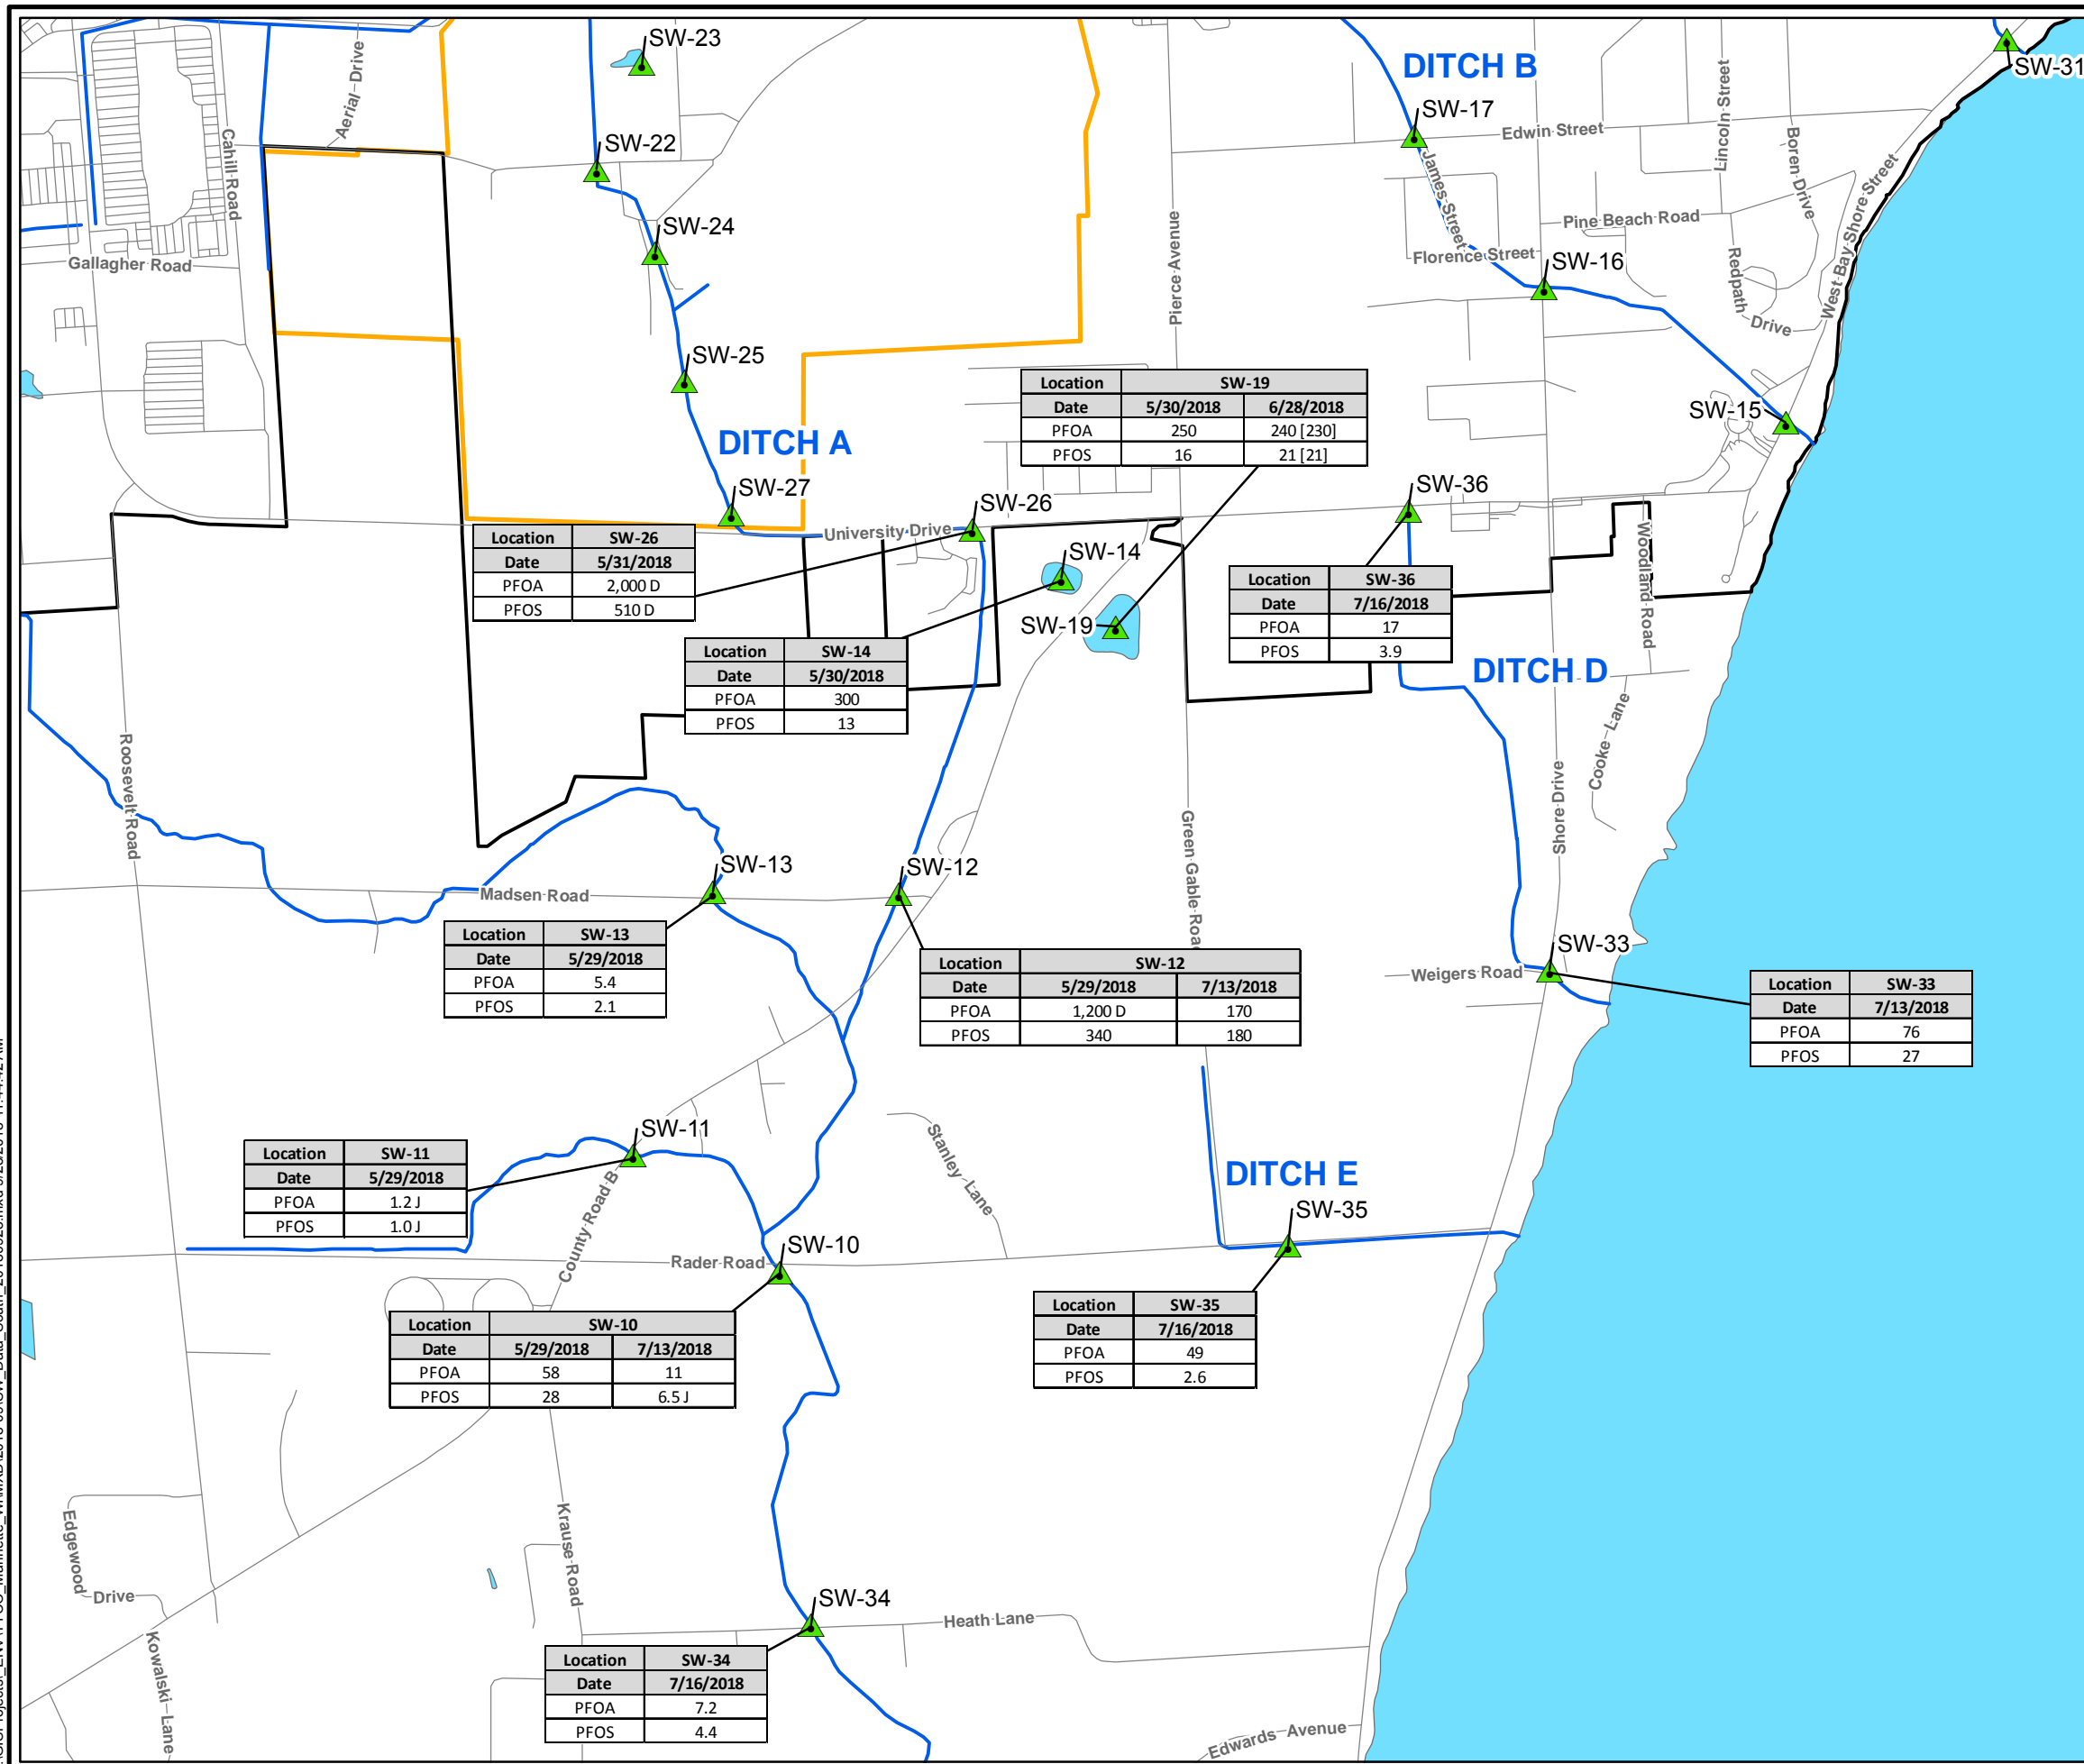 SW-23
SW-31
DITCH B
SW-17
Aerial Drive
Cahill Road
Edwin Street
Lincoln Street
Boren Drive
West Bay Shore Street
SW-22
James Street
Pine Beach Road
SW-24
Gallagher Road
Pierce Avenue
Florence Street
SW-16
Redpath
Drive
SW-25
SW-15
Location SW-19
Date 5/30/2018 6/28/2018
PFOA 250 240 [230]
PFOS 16 21 [21]
DITCH A
SW-27
SW-26
SW-36
University Drive
Location SW-26
Date 5/31/2018
PFOA 2,000 D
PFOS 510 D
SW-14
SW-19
Woodland Road
Location SW-36
Date 7/16/2018
PFOA 17
PFOS 3.9
Location SW-14
Date 5/30/2018
PFOA 300
PFOS 13
DITCH D
Cooke Lane
Roosevelt Road
Shore Drive
Green Gable Road
SW-13
SW-12
Madsen Road
Location SW-13
Date 5/29/2018
PFOA 5.4
PFOS 2.1
Location SW-12
Date 5/29/2018 7/13/2018
PFOA 1,200 D 170
PFOS 340 180
SW-33
Weigers Road
Location SW-33
Date 7/13/2018
PFOA 76
PFOS 27
SW-11
Location SW-11
Date 5/29/2018
PFOA 1.2 J
PFOS 1.0 J
County Road B
Stanley Lane
DITCH E
SW-35
SW-10
Rader Road
Location SW-10
Date 5/29/2018 7/13/2018
PFOA 58 11
PFOS 28 6.5 J
Location SW-35
Date 7/16/2018
PFOA 49
PFOS 2.6
Edgewood
Drive
Krause Road
Kowalski Lane
SW-34
Heath Lane
Location SW-34
Date 7/16/2018
PFOA 7.2
PFOS 4.4
Edwards Avenue